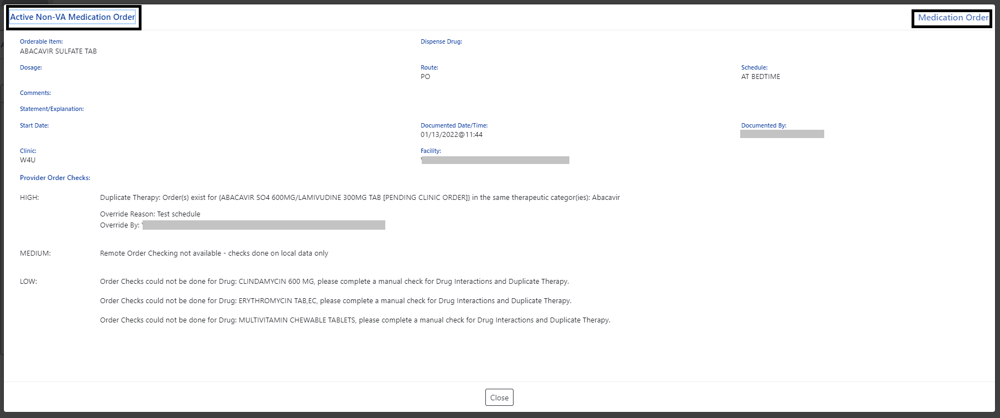 Active Non-VA Medication Order
Medication Order
Orderable Item:
ABACAVIR SULFATE TAB
Dispense Drug:
Dosage:
Route:
PO
Schedule:
AT BEDTIME
Comments:
Statement/Explanation:
Start Date:
Documented Date/Time:
01/13/2022@11:44
Documented By:
Clinic:
W4U
Facility:
Provider Order Checks:
HIGH:
Duplicate Therapy: Order(s) exist for {ABACAVIR SO4 600MG/LAMIVUDINE 300MG TAB [PENDING CLINIC ORDER]} in the same therapeutic categor(ies): Abacavir
Override Reason: Test schedule
Override By:
MEDIUM:
Remote Order Checking not available - checks done on local data only
LOW:
Order Checks could not be done for Drug: CLINDAMYCIN 600 MG, please complete a manual check for Drug Interactions and Duplicate Therapy.
Order Checks could not be done for Drug: ERYTHROMYCIN TAB,EC, please complete a manual check for Drug Interactions and Duplicate Therapy.
Order Checks could not be done for Drug: MULTIVITAMIN CHEWABLE TABLETS, please complete a manual check for Drug Interactions and Duplicate Therapy.
Close